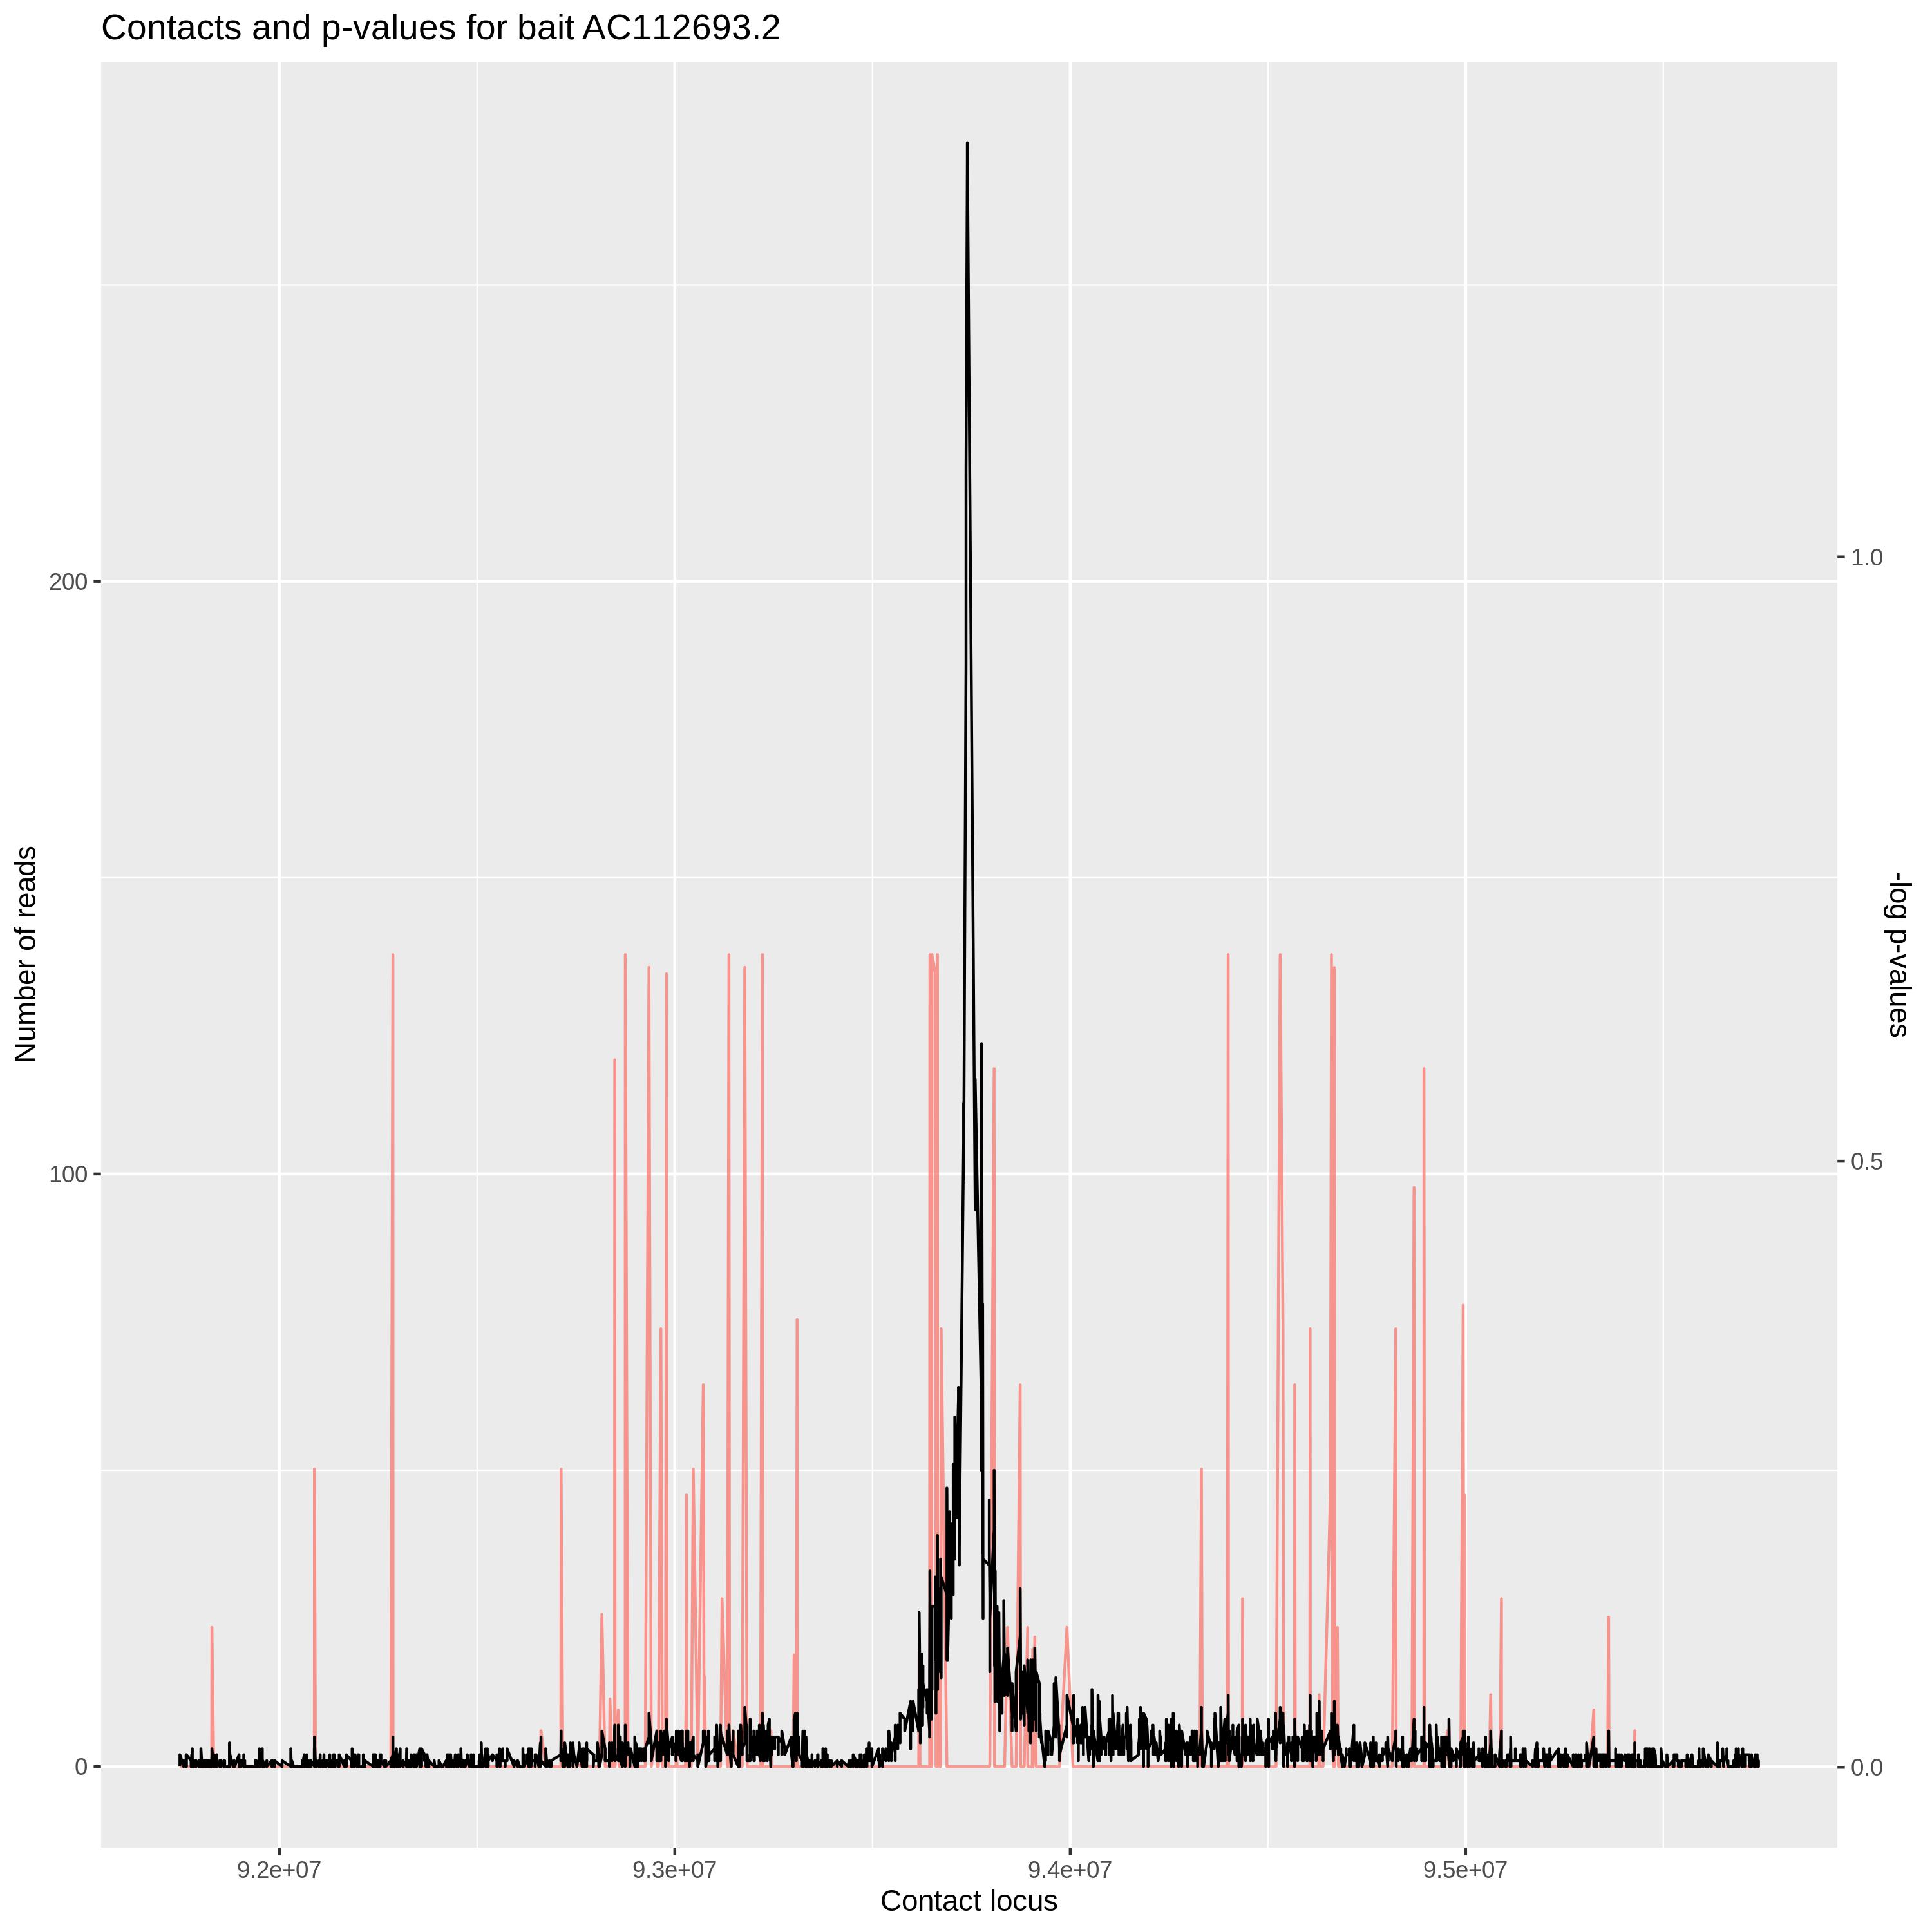 Contacts and p-values for bait AC112693.2
Number of reads
200
100
0
1.0
0.5
0.0
-log p-values
9.2e+07 9.3e+07 9.4e+07 9.5e+07
Contact locus